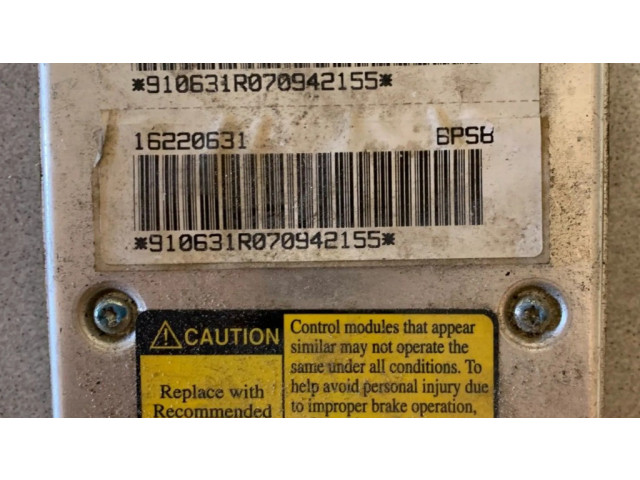 *910631R070942155*
16220631 BPSB
*910631R070942155*
CAUTION
Replace with
Recommended
Control modules that appear
similar may not operate the
same under all conditions. To
help avoid personal injury due
to improper brake operation,